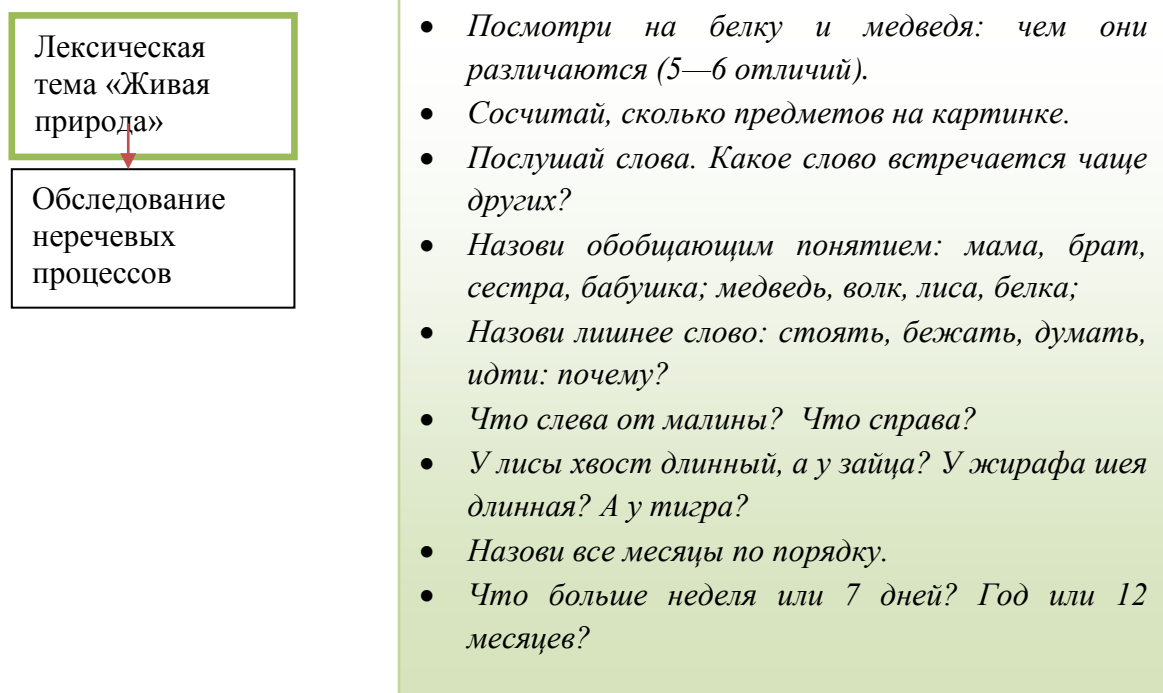 Лексическая
тема «Живая
природа»
Обследование
неречевых
процессов
• Посмотри на белку и медведя: чем они
различаются (5—6 отличий).
• Сосчитай, сколько предметов на картинке.
• Послушай слова. Какое слово встречается чаще
других?
• Назови обобщающим понятием: мама, брат,
сестра, бабушка; медведь, волк, лиса, белка;
• Назови лишнее слово: стоять, бежать, думать,
идти: почему?
• Что слева от малины? Что справа?
• У лисы хвост длинный, а у зайца? У жирафа шея
длинная? А у тигра?
• Назови все месяцы по порядку.
• Что больше неделя или 7 дней? Год или 12
месяцев?